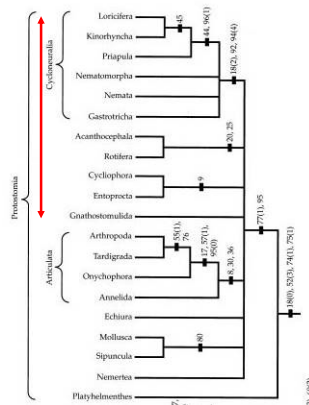 Protostomia
Cycloneuralia
Articulata
Loricifera
Kinorhyncha
Priapula
Nematomorpha
Nemata
Gastrotricha
Acanthocephala
Rotifera
Cycliophora
Entoprocta
Gnathostomulida
Arthropoda
Tardigrada
Onychophora
Annelida
Echiura
Mollusca
Sipuncula
Nemertea
Platyhelmenthes
45
44, 96(1)
18(2), 92, 94(4)
20, 25
9
77(1), 95
55(1),
76
17, 57(1),
95(0)
8, 30, 36
80
18(0), 52(3), 74(1), 75(1)